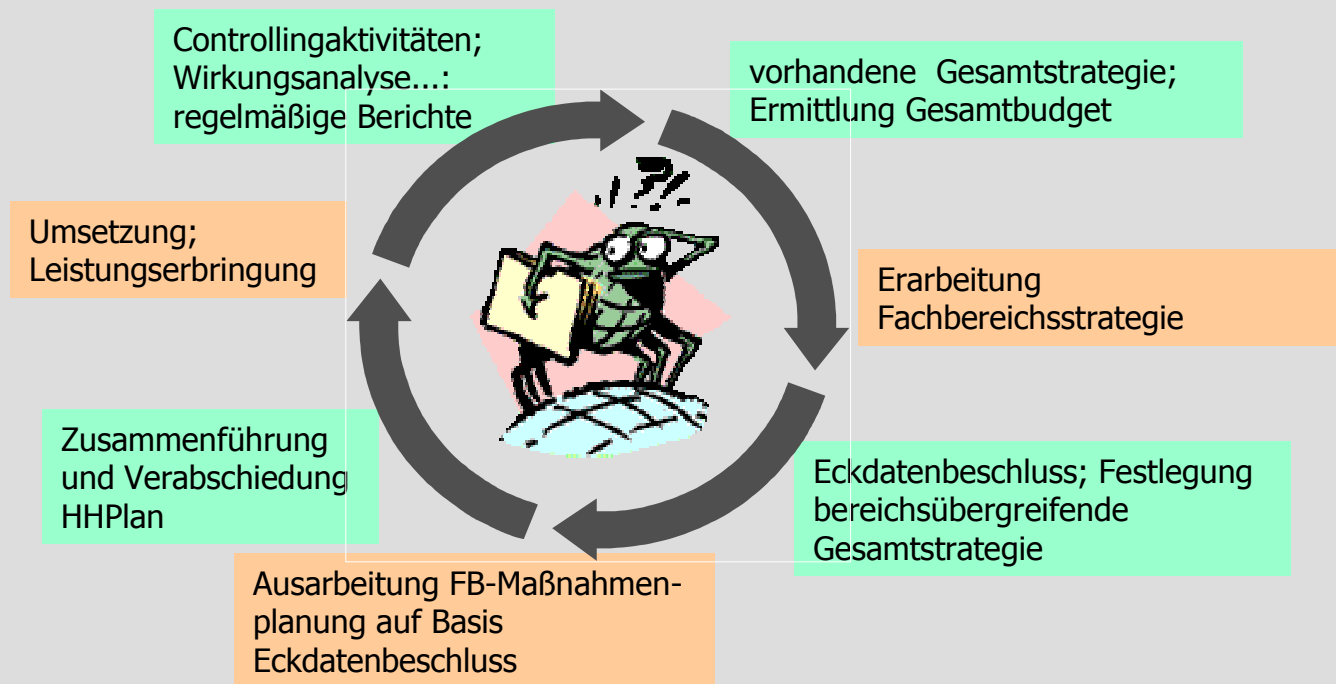 Controllingaktivitäten;
Wirkungsanalyse...:
regelmäßige Berichte
vorhandene Gesamtstrategie;
Ermittlung Gesamtbudget
?!.
Erarbeitung
Fachbereichsstrategie
Eckdatenbeschluss; Festlegung
bereichsübergreifende
Gesamtstrategie
Ausarbeitung FB-Maßnahmen-
planung auf Basis
Eckdatenbeschluss
Zusammenführung
und Verabschiedung
HHPlan
Umsetzung;
Leistungserbringung